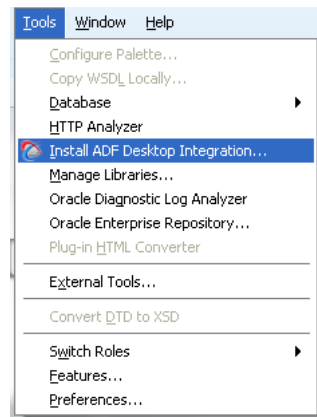 Tools Window Help
Configure Palette...
Copy WSDL Locally...
Database
HTTP Analyzer
Install ADF Desktop Integration...
Manage Libraries...
Oracle Diagnostic Log Analyzer
Oracle Enterprise Repository...
Plug-in HTML Converter
External Tools...
Convert DTD to XSD
Switch Roles
Features...
Preferences...